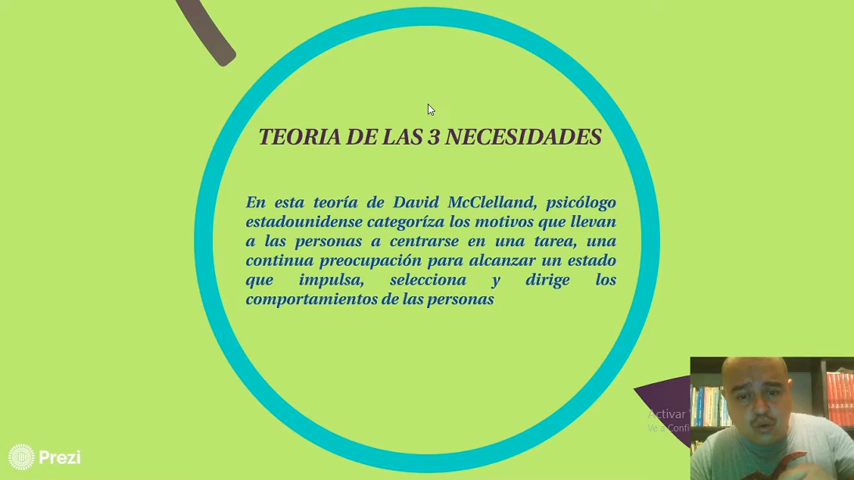 TEORIA DE LAS 3 NECESIDADES
En esta teoría de David McClelland, psicólogo
estadounidense categoríza los motivos que llevan
a las personas a centrarse en una tarea, una
continua preocupación para alcanzar un estado
que impulsa, selecciona y dirige los
comportamientos de las personas
Activar
Ve a Confi
Prezi